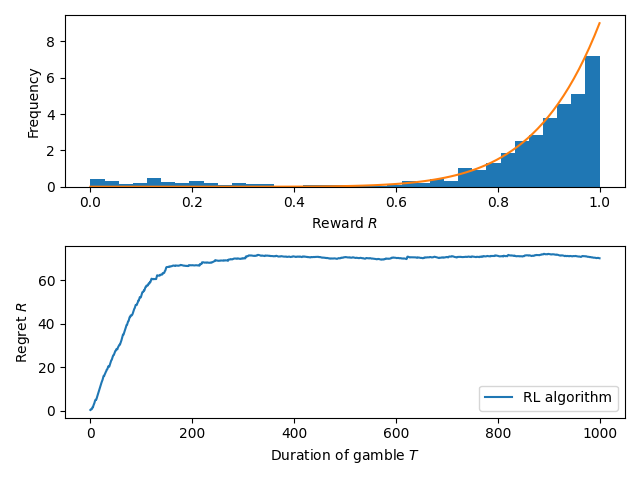 8
6
4
2
0
Frequency
0.0 0.2 0.4 0.6 0.8 1.0
Reward R
60
40
20
0
Regret R
RL algorithm
0 200 400 600 800 1000
Duration of gamble T